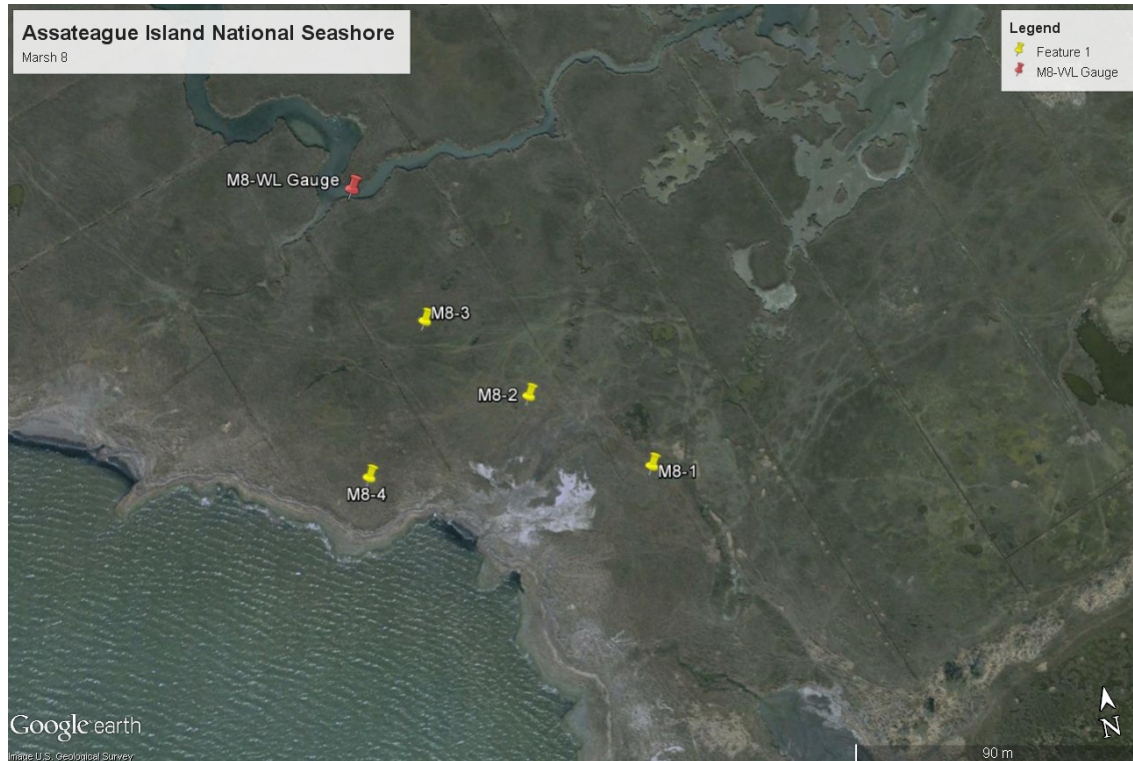 Assateague Island National Seashore
Marsh 8
Legend
Feature 1
M8-WL Gauge
M8-WL Gauge
M8-3
M8-2
M8-1
M8-4
Google earth
Image U.S. Geological Survey
N
90 m